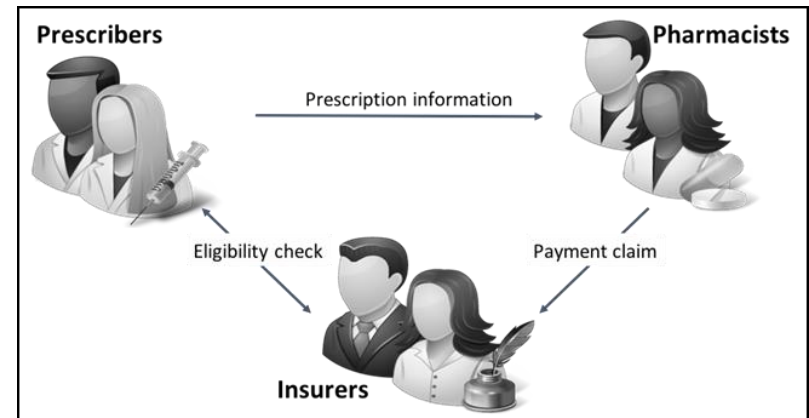 Prescribers
Pharmacists
Prescription information
Eligibility check
Payment claim
Insurers